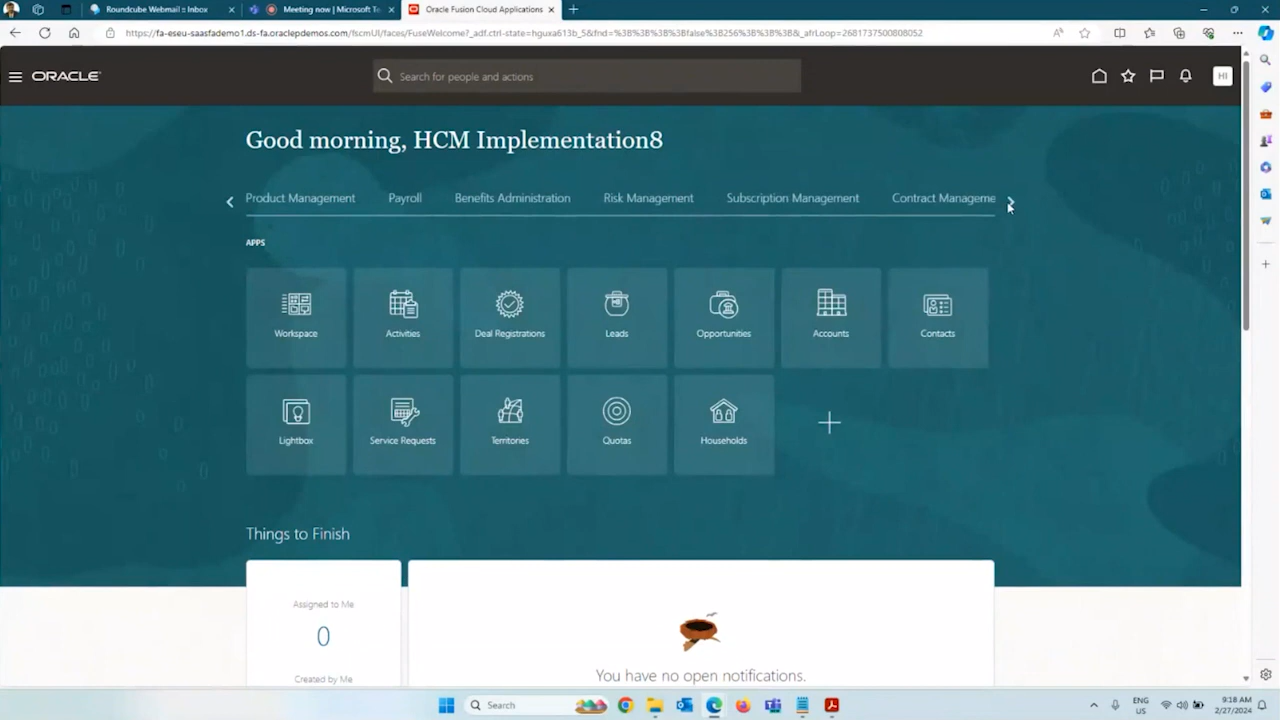 Roundcube Webmail :: Inbox
Meeting now | Microsoft Te
Oracle Fusion Cloud Applications
https://fa-eseu-saasfademo1.ds-fa.oraclepdemos.com/fscmUI/faces/FuseWelcome?_adf.ctrl-state=hguxa613b_5&fnd=%3B%3B%3B%3Bfalse%3B256%3B%3B%3B&_afrLoop=2681737500808052
ORACLE
Search for people and actions
HI
Good morning, HCM Implementation8
Product Management
Payroll
Benefits Administration
Risk Management
Subscription Management
Contract Manageme
APPS
Workspace
Activities
Deal Registrations
Leads
Opportunities
Accounts
Contacts
Lightbox
Service Requests
Territories
Quotas
Households
Things to Finish
Assigned to Me
0
Created by Me
You have no open notifications.
Search
ENG
US
9:18 AM
2/27/2024